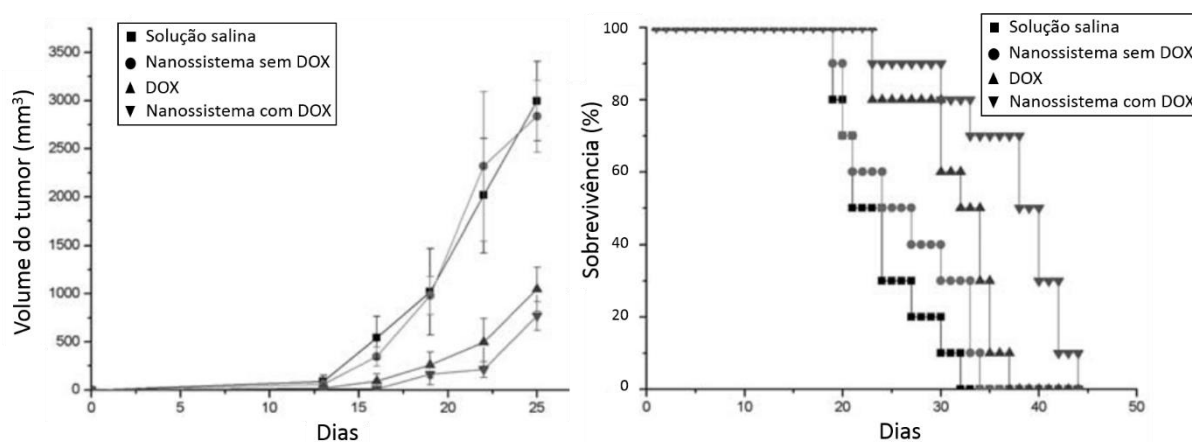 Solução salina
Nanossistema sem DOX
DOX
Nanossistema com DOX
Volume do tumor (mm³)
3500
3000
2500
2000
1500
1000
500
0
0
5
10
15
20
25
Dias
Solução salina
Nanossistema sem DOX
DOX
Nanossistema com DOX
Sobrevivência (%)
100
80
60
40
20
0
0
10
20
30
40
50
Dias